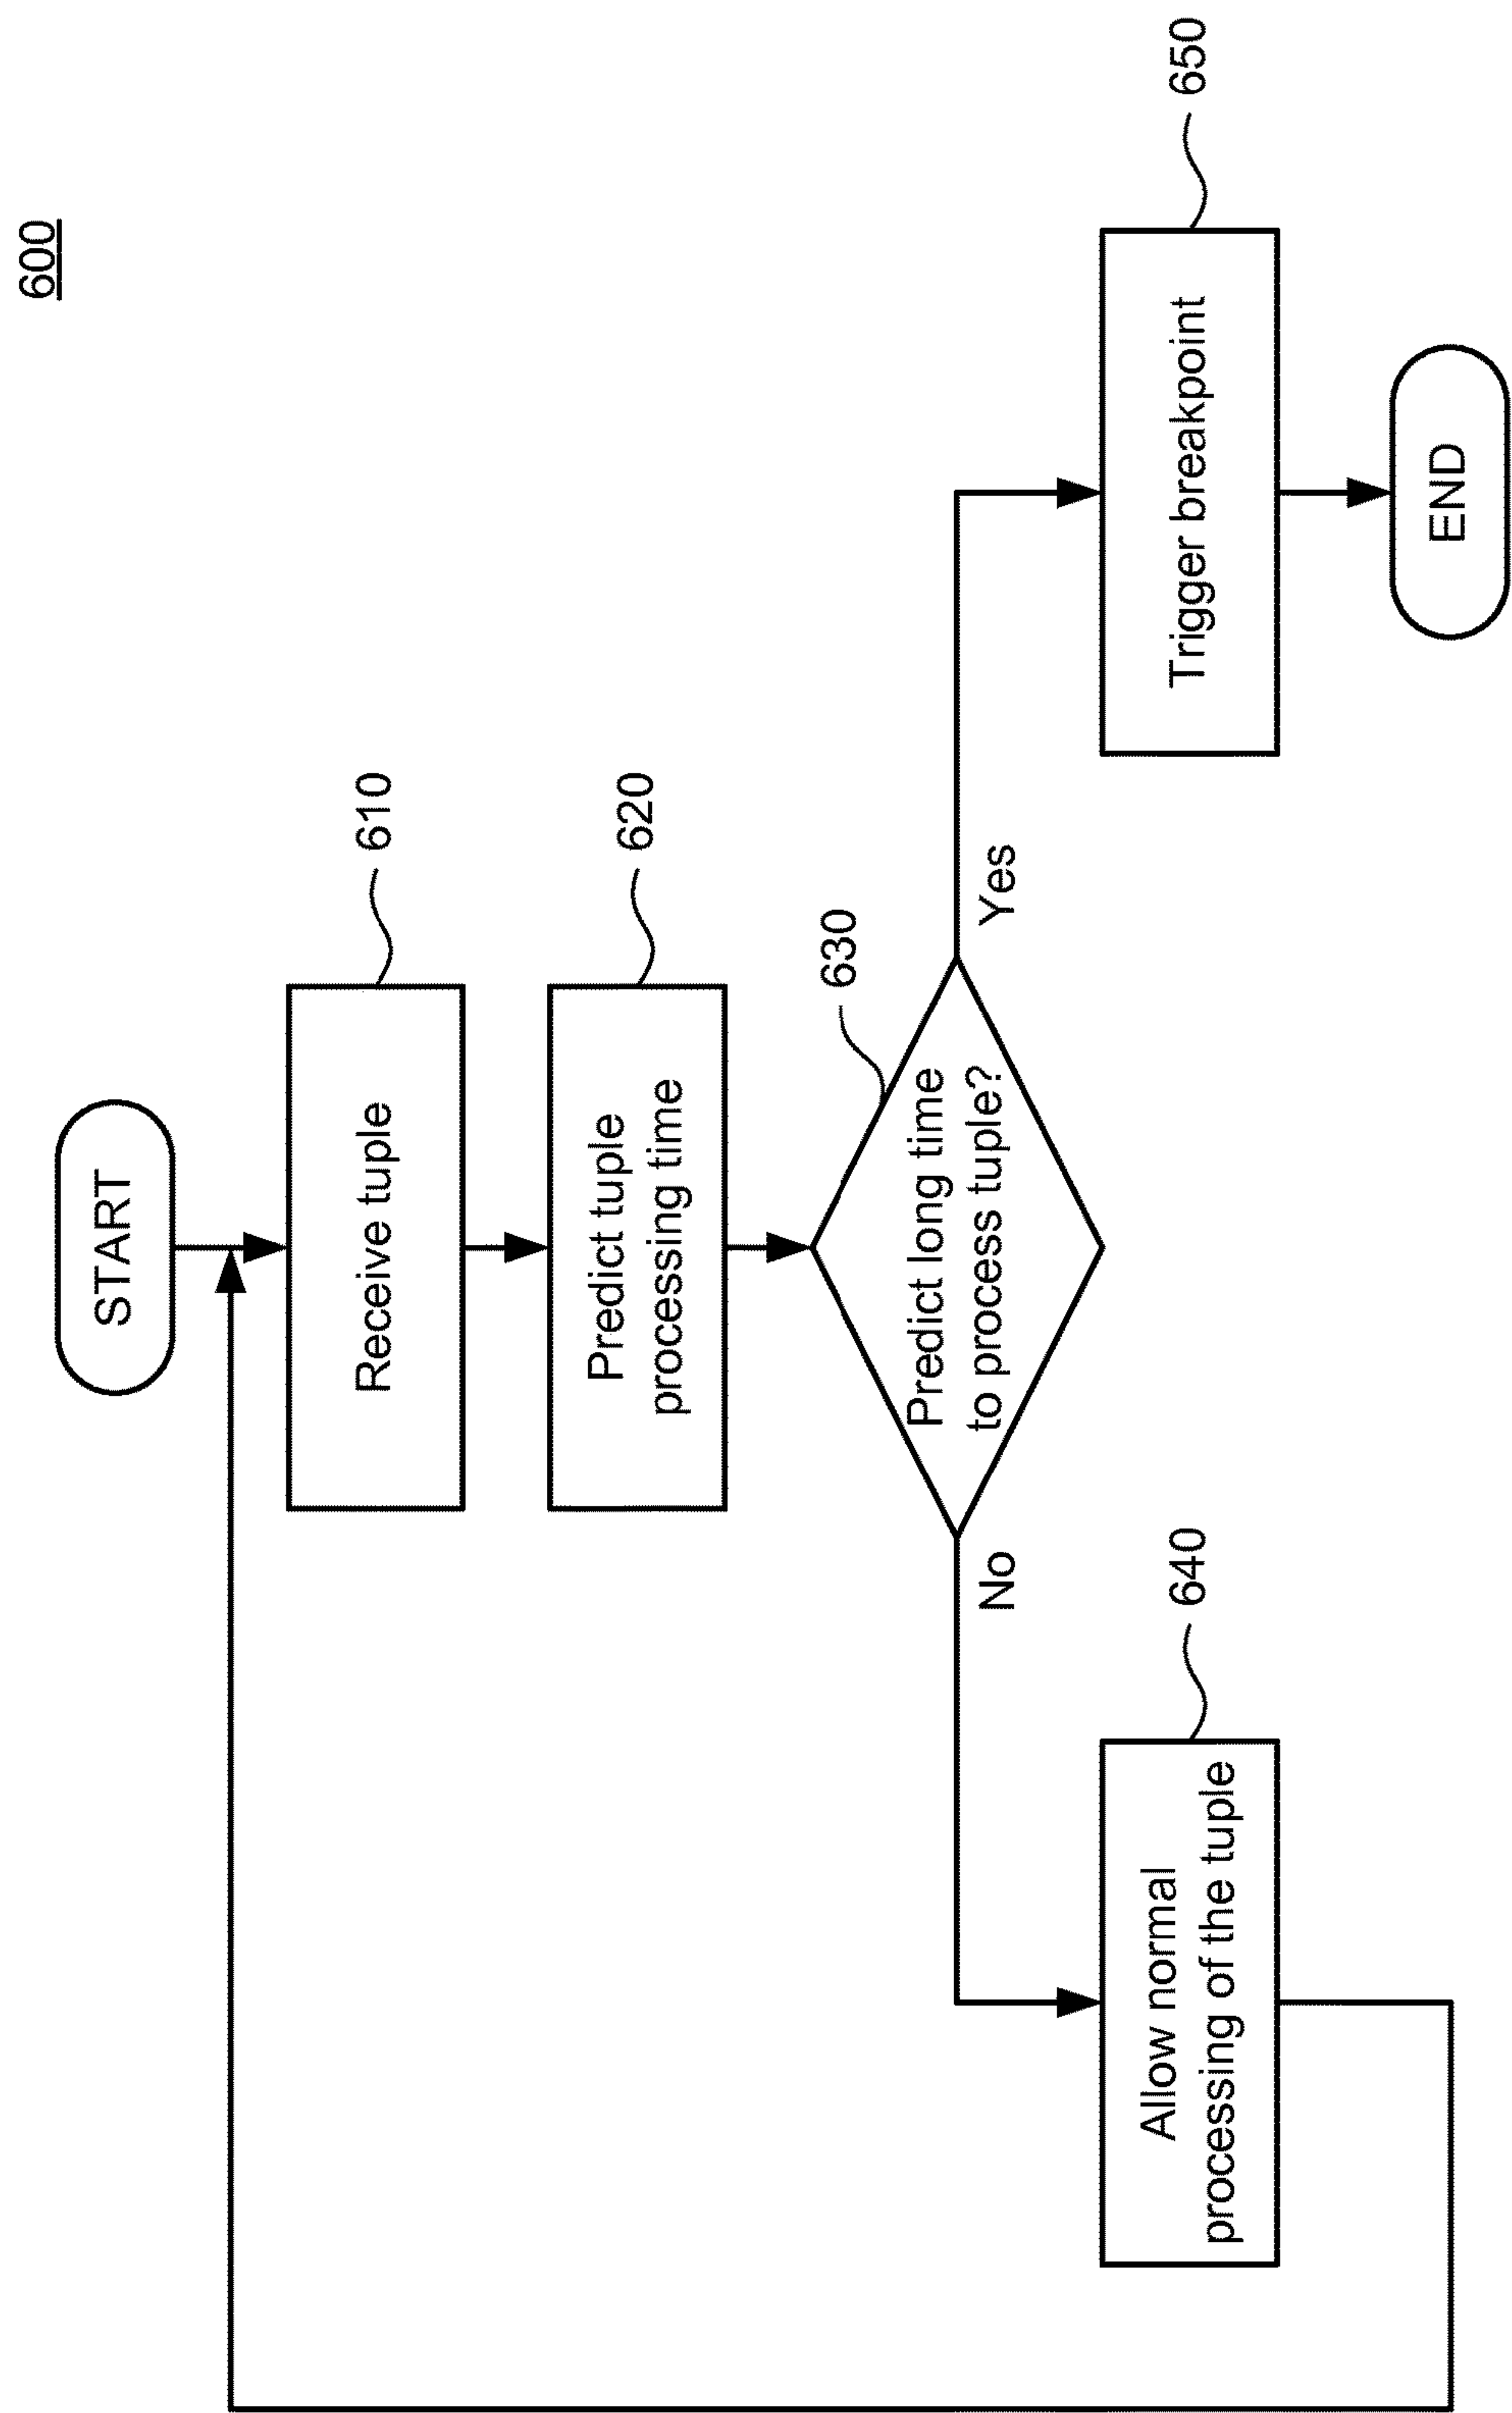 600
START
Receive tuple
610
Predict tuple
processing time
620
630
Predict long time
to process tuple?
No
Yes
Allow normal
processing of the tuple
640
Trigger breakpoint
650
END